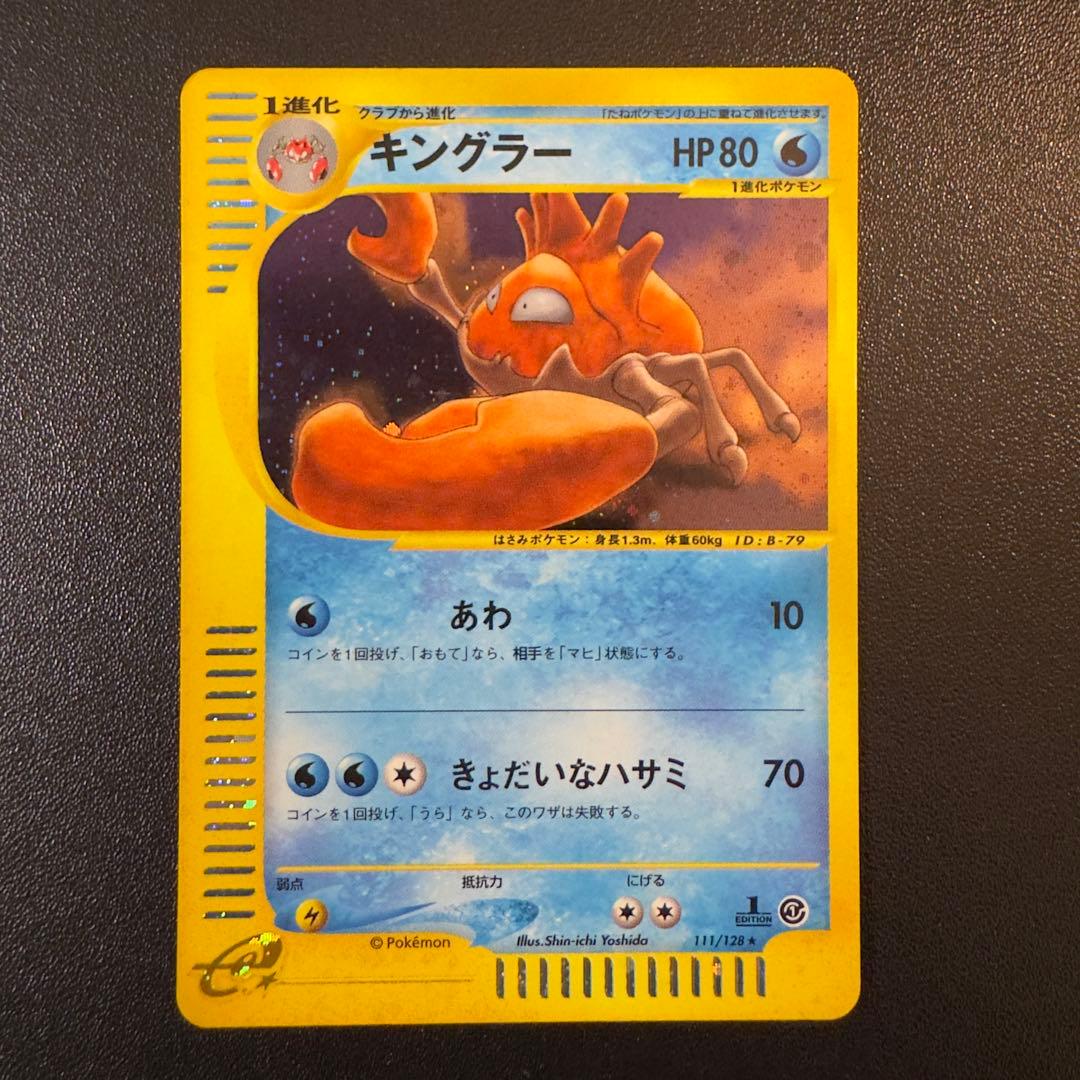 1進化
クラブから進化
「たねポケモン」の上に重ねて進化させます。
キングラー
HP80
1進化ポケモン
はさみポケモン：身長1.3m、体重60kg ID:B-79
あわ 10
コインを1回投げ、「おもて」なら、相手を「マヒ」状態にする。
きょだいなハサミ 70
コインを1回投げ、「うら」なら、このワザは失敗する。
弱点 抵抗力 にげる
1
EDITION
© Pokémon Illus.Shin-ichi Yoshida 111/128★
e